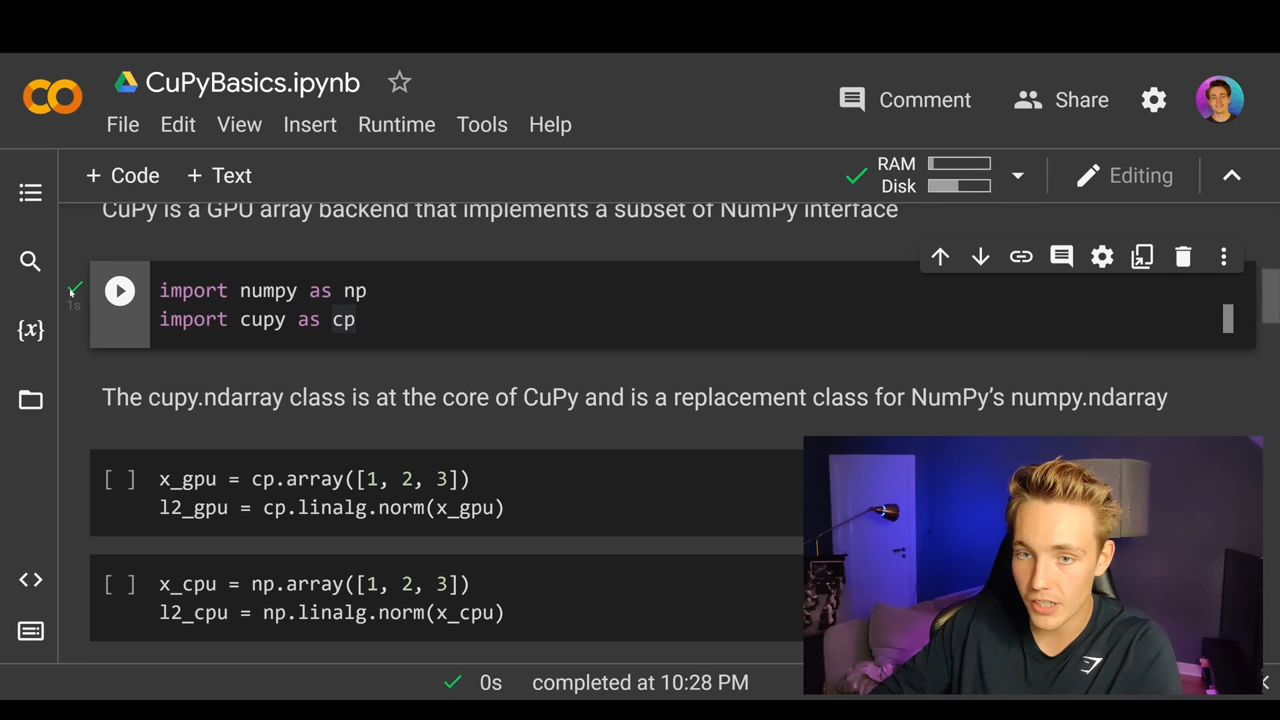 CuPyBasics.ipynb
Comment
Share
File Edit View Insert Runtime Tools Help
+ Code + Text
RAM
Disk
Editing
CuPy is a GPU array backend that implements a subset of NumPy interface
import numpy as np
1s
import cupy as cp
{x}
The cupy.ndarray class is at the core of CuPy and is a replacement class for NumPy’s numpy.ndarray
[ ] x_gpu = cp.array([1, 2, 3])
l2_gpu = cp.linalg.norm(x_gpu)
[ ] x_cpu = np.array([1, 2, 3])
l2_cpu = np.linalg.norm(x_cpu)
0s completed at 10:28 PM